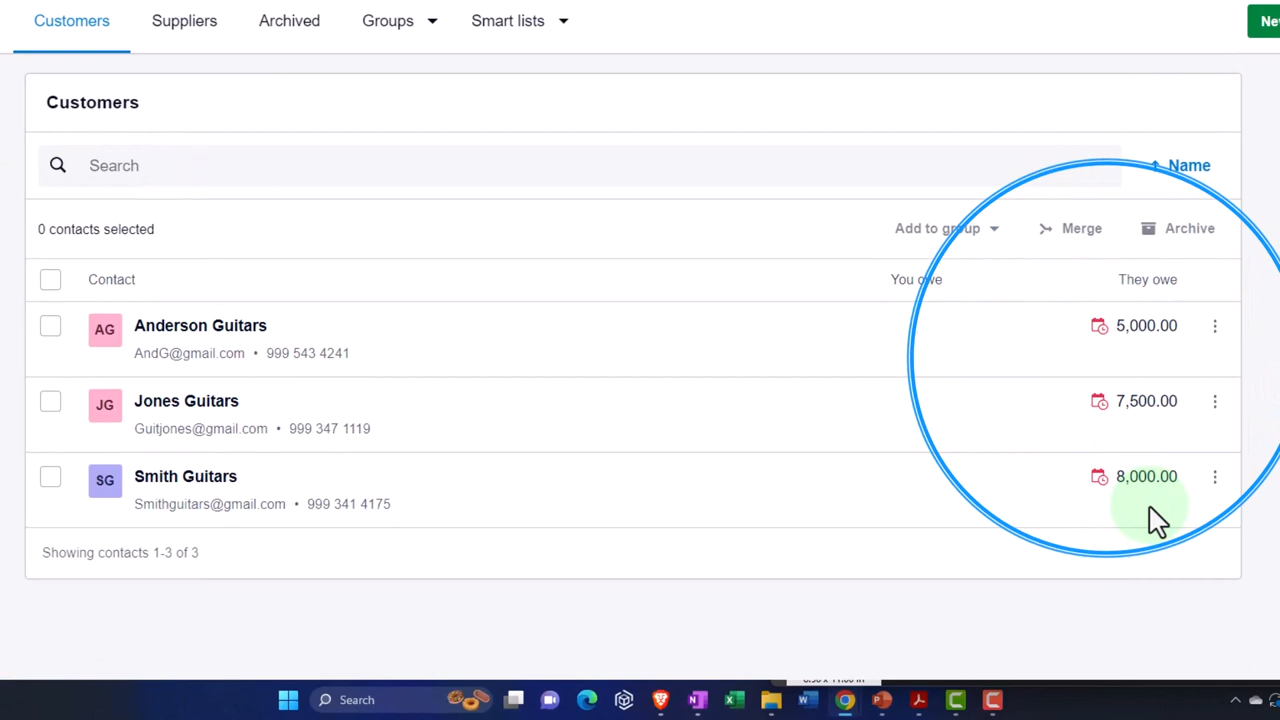 Customers Suppliers Archived Groups Smart lists Ne
Customers
Search Name
0 contacts selected Add to group Merge Archive
Contact You owe They owe
AG Anderson Guitars 5,000.00
AndG@gmail.com • 999 543 4241
JG Jones Guitars 7,500.00
Guitjones@gmail.com • 999 347 1119
SG Smith Guitars 8,000.00
Smithguitars@gmail.com • 999 341 4175
Showing contacts 1-3 of 3
Search